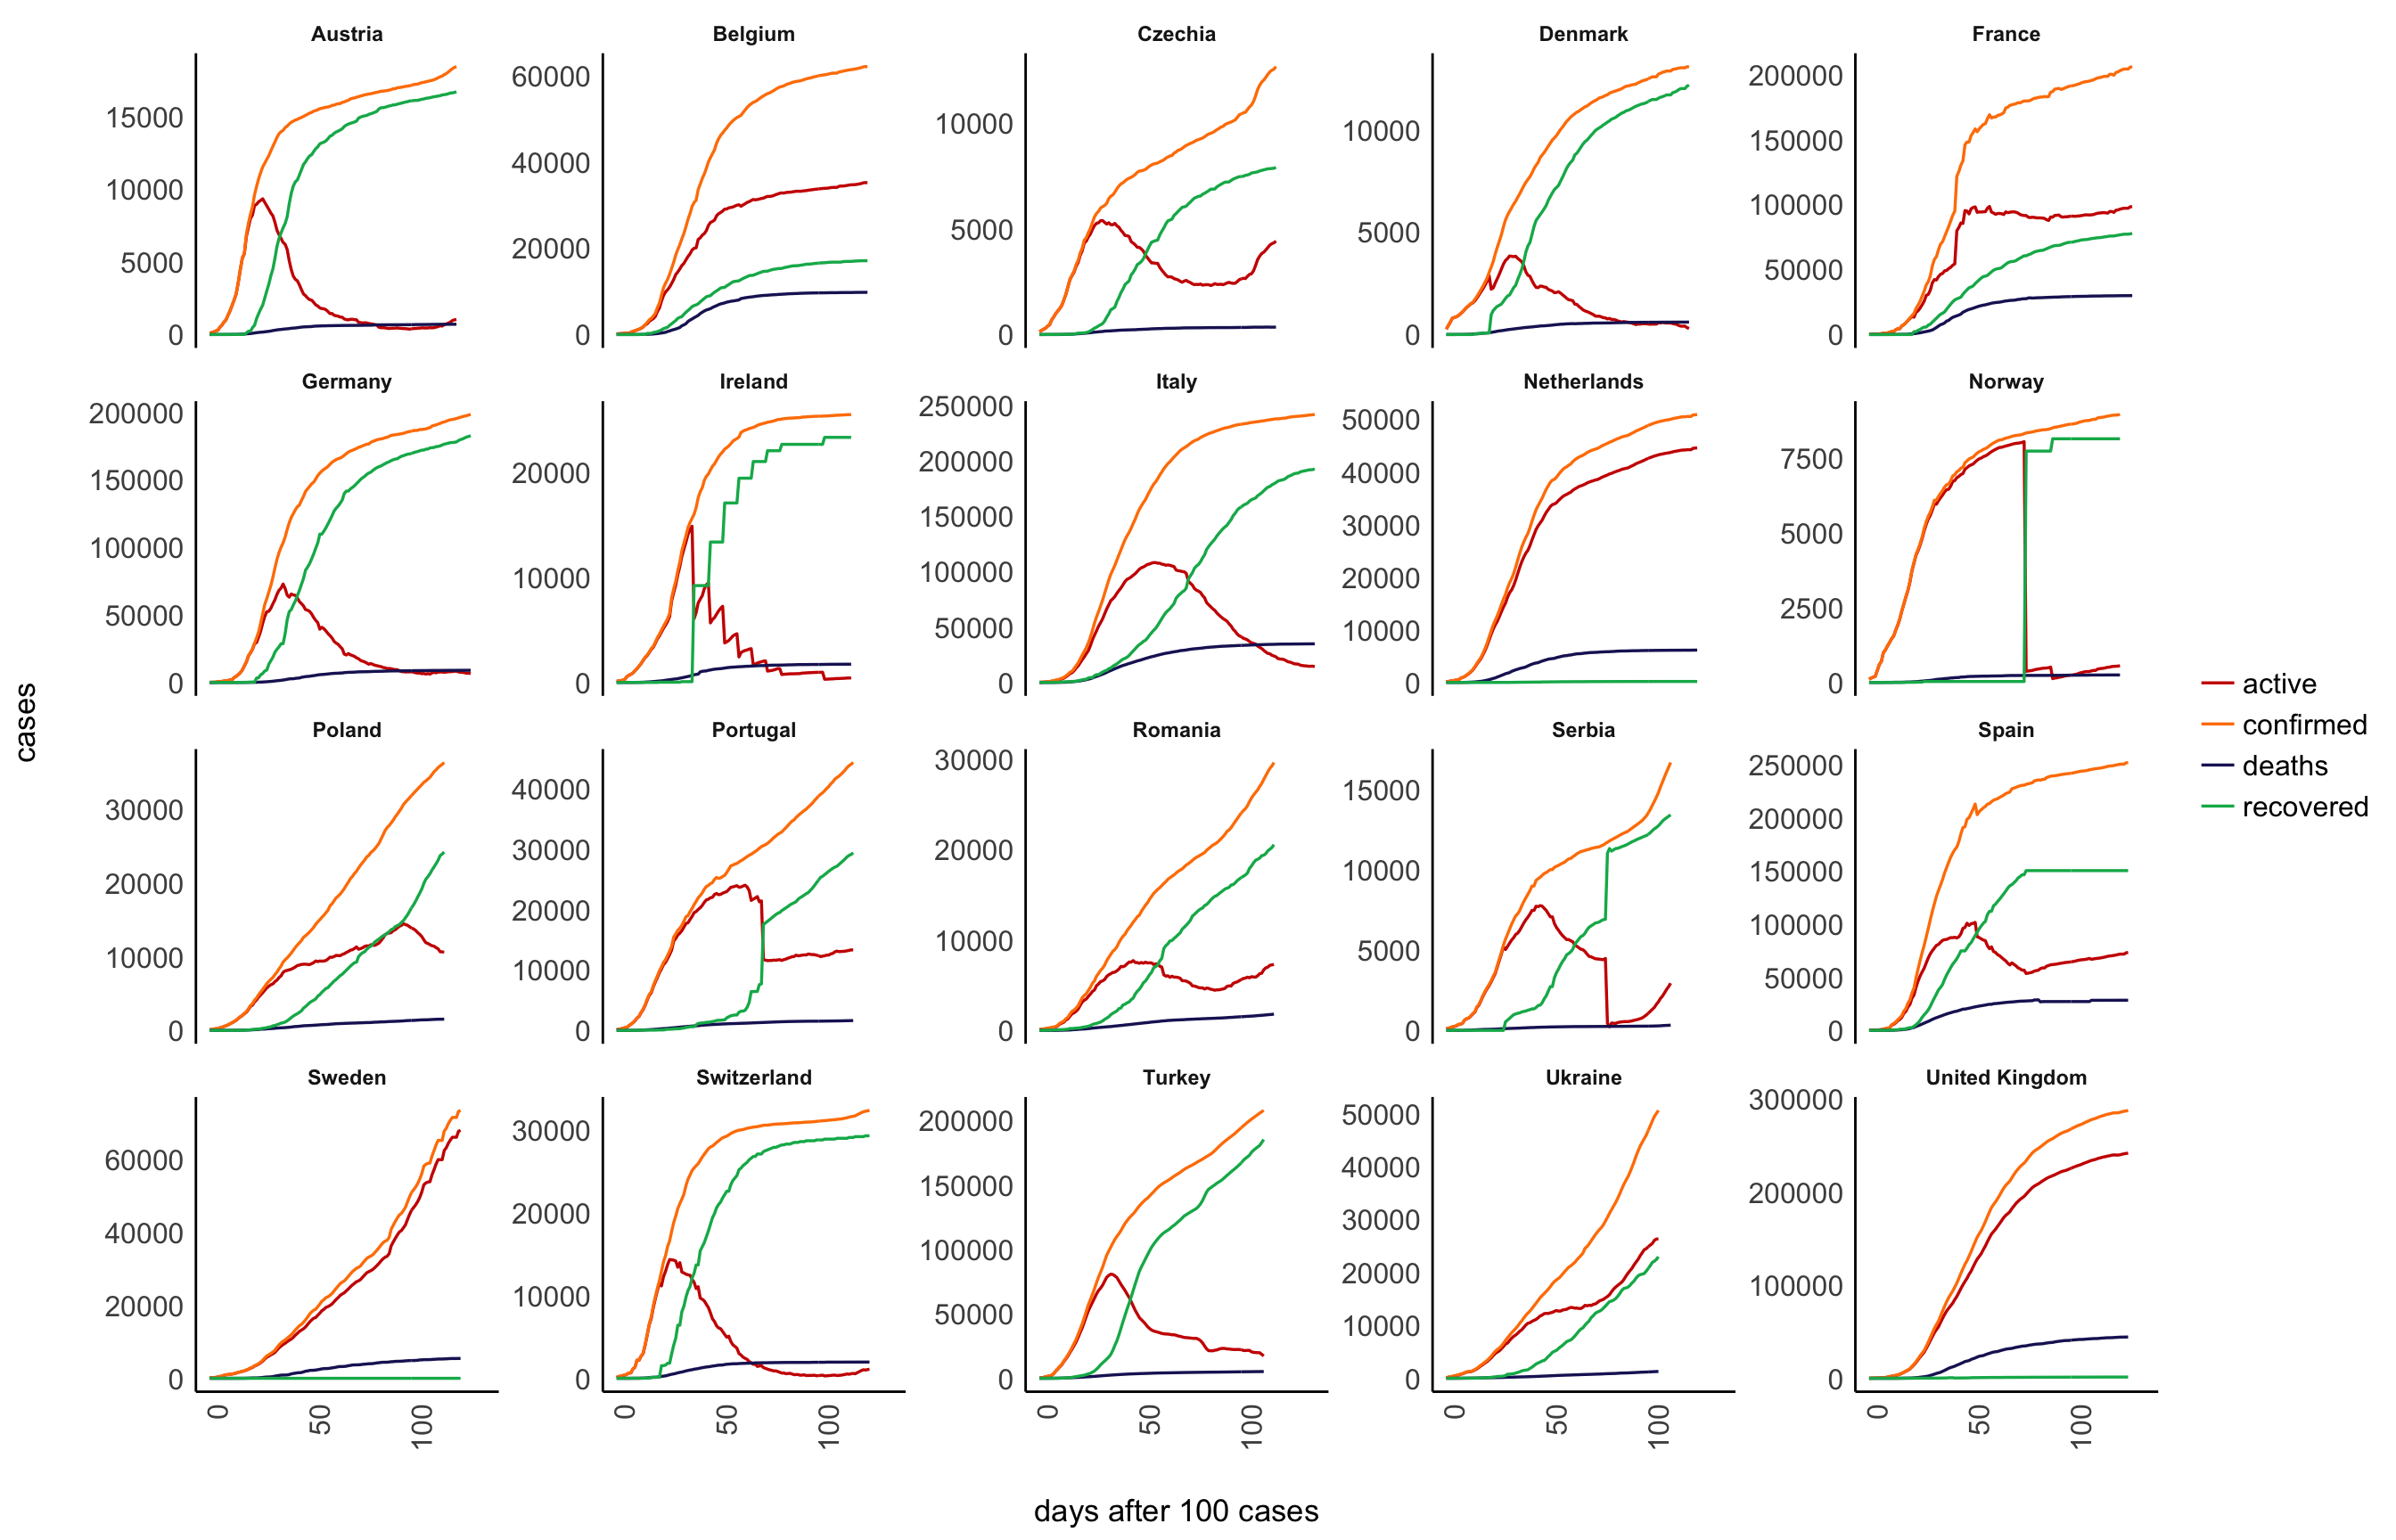 Austria
Belgium
Czechia
Denmark
France
15000
10000
5000
0
60000
40000
20000
0
10000
5000
0
10000
5000
0
200000
150000
100000
50000
0
Germany
Ireland
Italy
Netherlands
Norway
200000
150000
100000
50000
0
20000
10000
0
250000
200000
150000
100000
50000
0
50000
40000
30000
20000
10000
0
7500
5000
2500
0
Poland
Portugal
Romania
Serbia
Spain
30000
20000
10000
0
40000
30000
20000
10000
0
30000
20000
10000
0
15000
10000
5000
0
250000
200000
150000
100000
50000
0
Sweden
Switzerland
Turkey
Ukraine
United Kingdom
60000
40000
20000
0
30000
20000
10000
0
200000
150000
100000
50000
0
50000
40000
30000
20000
10000
0
300000
200000
100000
0
0 50 100
0 50 100
0 50 100
0 50 100
0 50 100
days after 100 cases
cases
active
confirmed
deaths
recovered